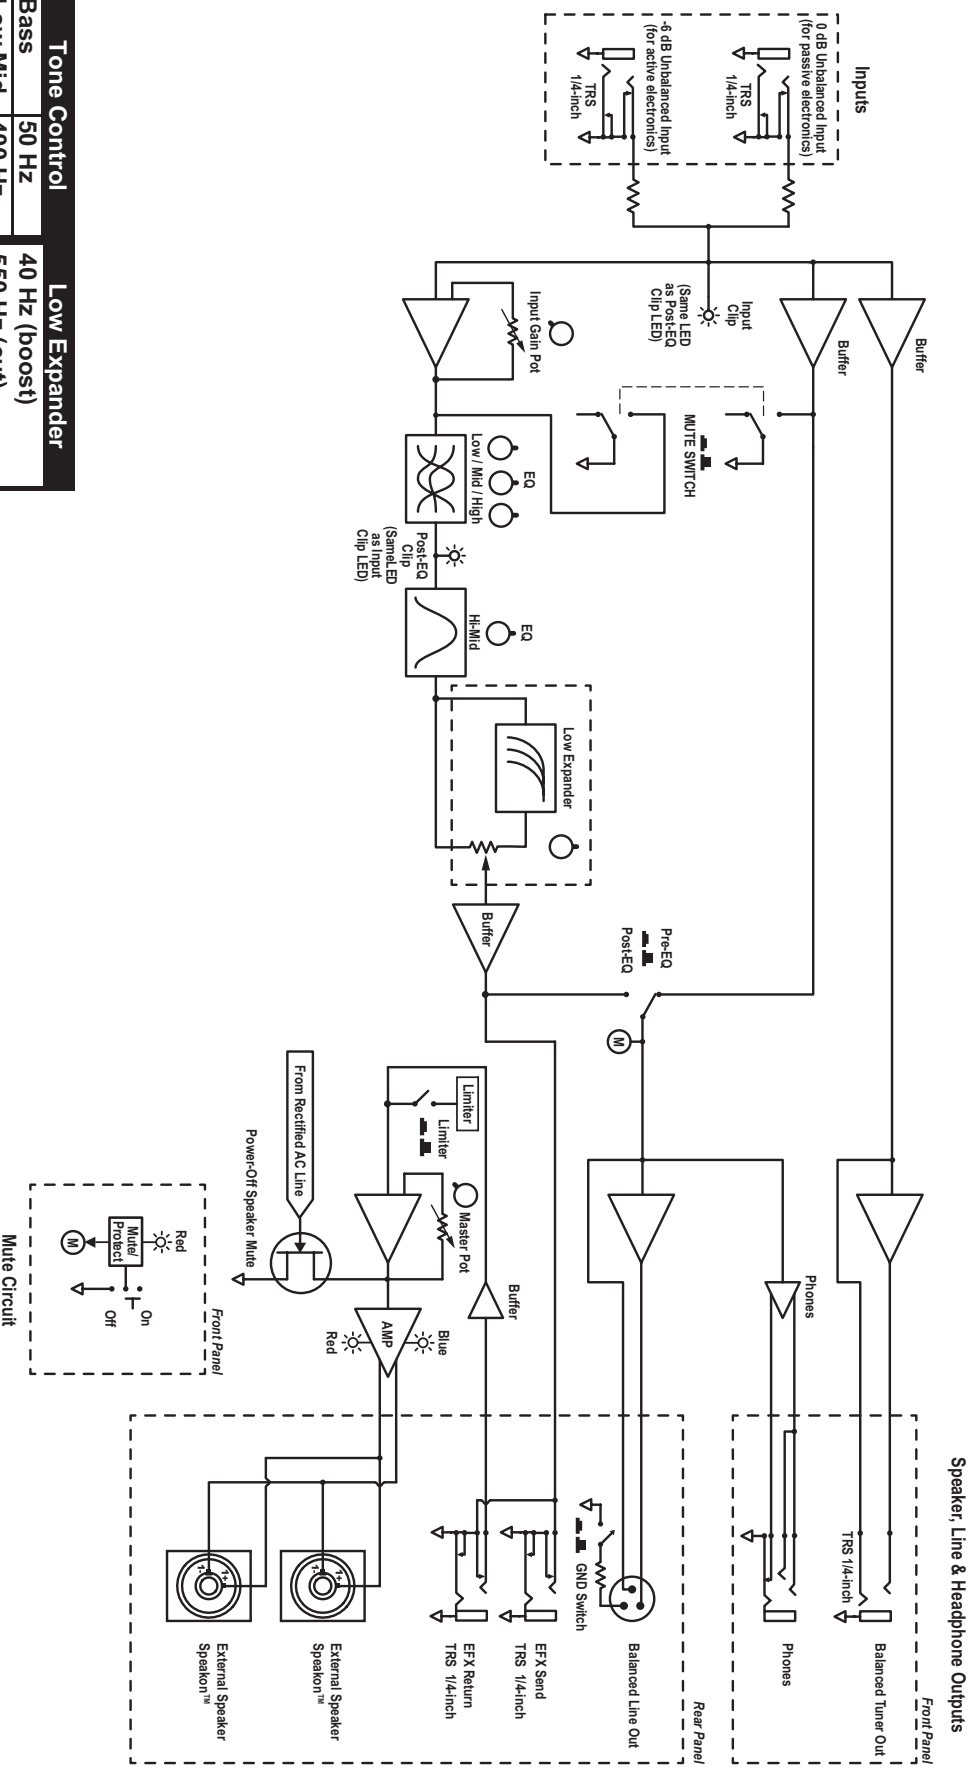 Speaker, Line & Headphone Outputs
Inputs
0 dB Unbalanced Input
(for passive electronics)
TRS
1/4-inch
-6 dB Unbalanced Input
(for active electronics)
TRS
1/4-inch
Buffer
Buffer
Input
Clip
(Same LED
as Post-EQ
Clip LED)
Input Gain Pot
MUTE SWITCH
EQ
Low / Mid / High
Post-EQ
Clip
(SameLED
as Input
Clip LED)
EQ
Hi-Mid
Low Expander
Buffer
Pre-EQ
Post-EQ
M
Limiter
Limiter
Master Pot
From Rectified AC Line
Power-Off Speaker Mute
Buffer
AMP
Blue
Red
Phones
Front Panel
Balanced Tuner Out
TRS 1/4-inch
Phones
Rear Panel
Balanced Line Out
GND Switch
EFX Send
TRS 1/4-inch
EFX Return
TRS 1/4-inch
External Speaker
Speakon™
1+
1-
External Speaker
Speakon™
1+
1-
Front Panel
Red
Mute/
Protect
M
On
Off
Mute Circuit
Tone Control
Low Expander
Bass
50 Hz
40 Hz (boost)